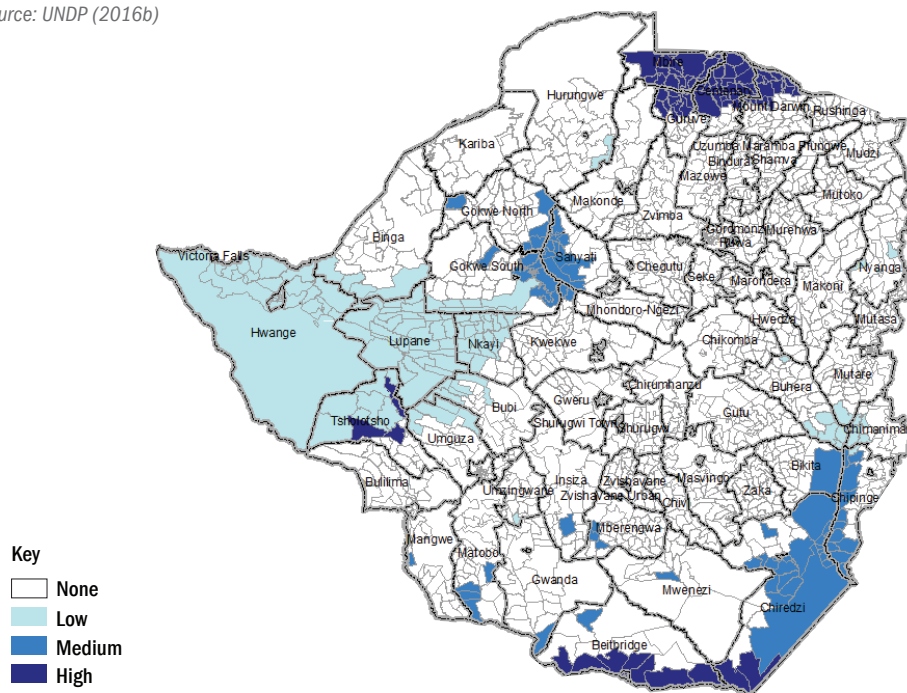 urce: UNDP (2016b)
Mbire
Centenary
Hurungwe
Mount Darwin
Rushinga
Guruve
Kariba
Uzumba Maramba Pfungwe
Bindura
Shamva
Mudzi
Mazowe
Makonde
Mutoko
Gokwe North
Zvimba
Binga
Goromonzi
Murehwa
Ruwa
Victoria Falls
Sanyati
Gokwe South
Chegutu
Seke
Marondera
Nyanga
Makoni
Mhondoro-Ngezi
Hwedza
Mutasa
Hwange
Lupane
Nkayi
Kwekwe
Chikomba
Mutare
Chirumhanzu
Buhera
Bubi
Gweru
Tsholotsho
Gutu
Shurugwi Town
Shurugwi
Chimanimani
Umguza
Bikita
Bulilima
Insiza
Zvishavane
Masvingo
Umzingwane
Zaka
Chipinge
Zvishavane Urban
Chivi
Mberengwa
Mangwe
Matobo
Gwanda
Mwenezi
Chiredzi
Beitbridge
Key
None
Low
Medium
High